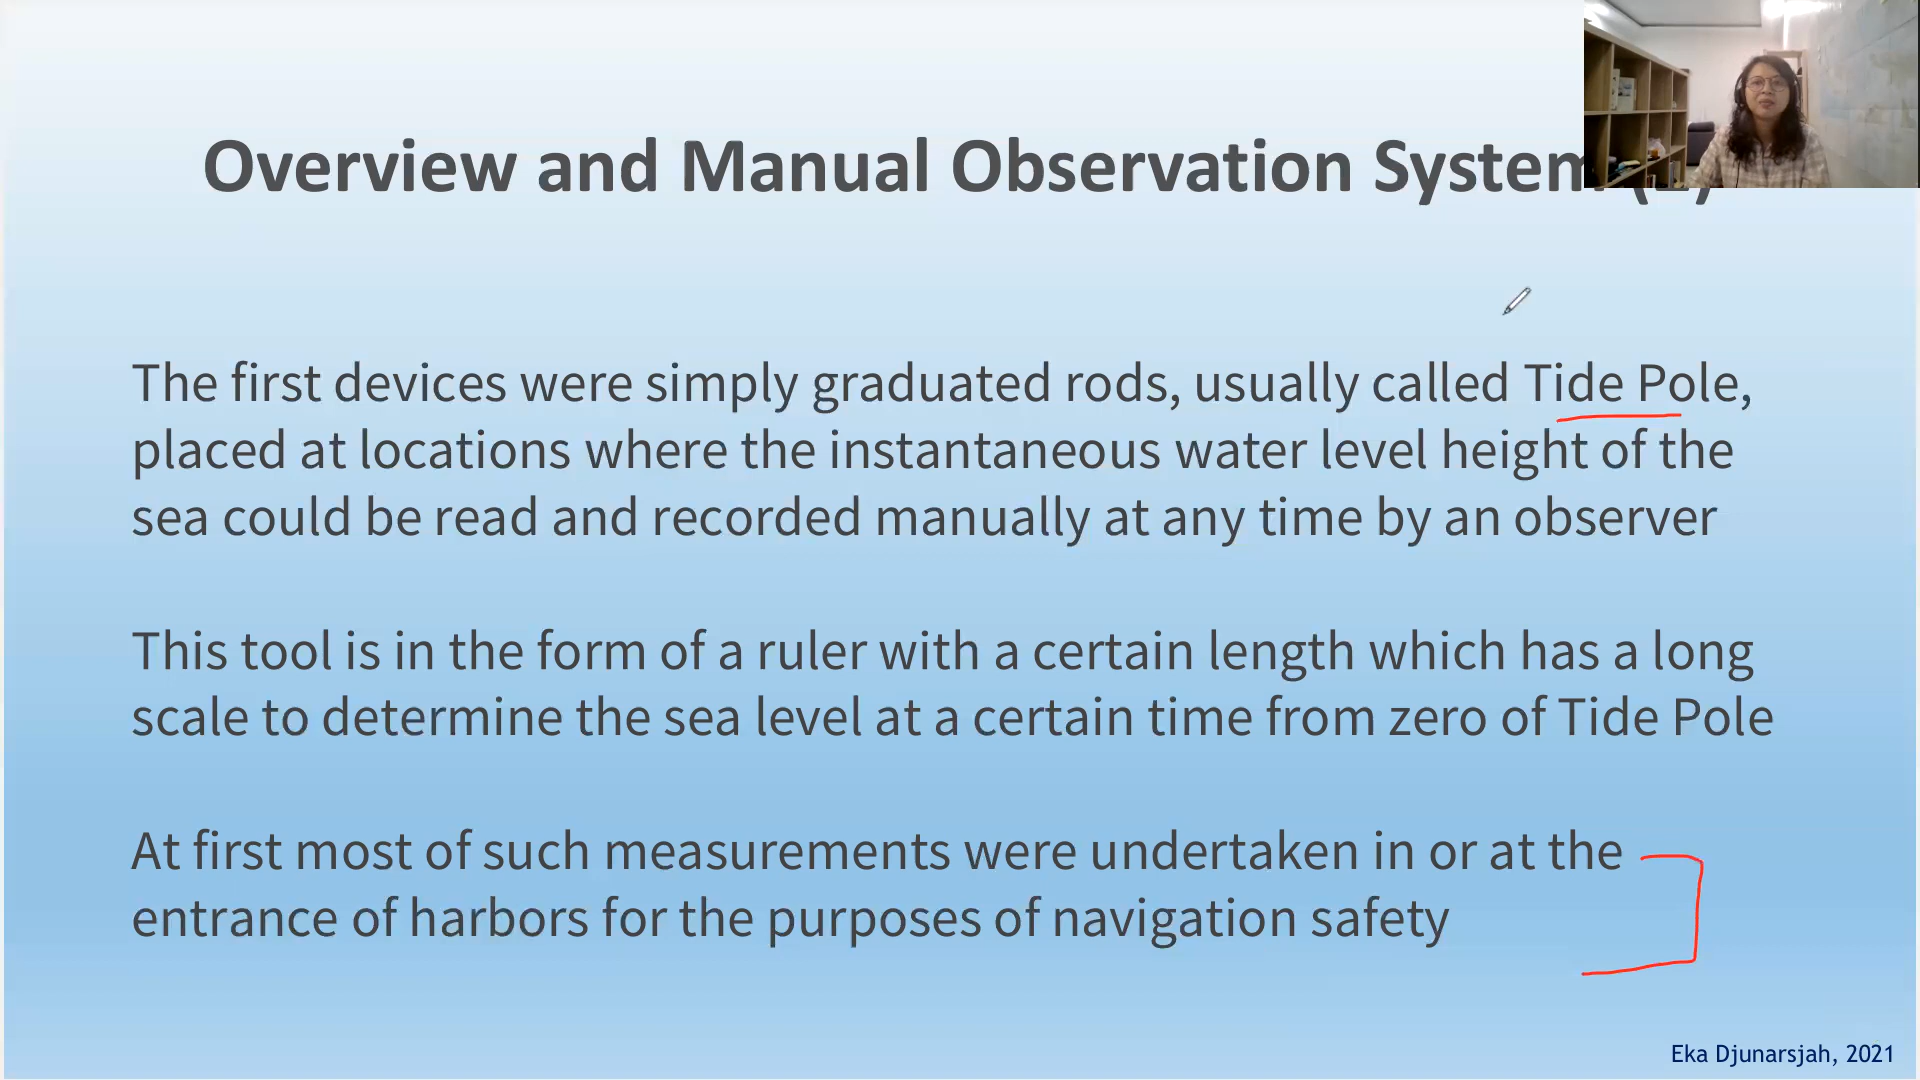 Overview and Manual Observation System
The first devices were simply graduated rods, usually called Tide Pole,
placed at locations where the instantaneous water level height of the
sea could be read and recorded manually at any time by an observer
This tool is in the form of a ruler with a certain length which has a long
scale to determine the sea level at a certain time from zero of Tide Pole
At first most of such measurements were undertaken in or at the
entrance of harbors for the purposes of navigation safety
Eka Djunarsjah, 2021